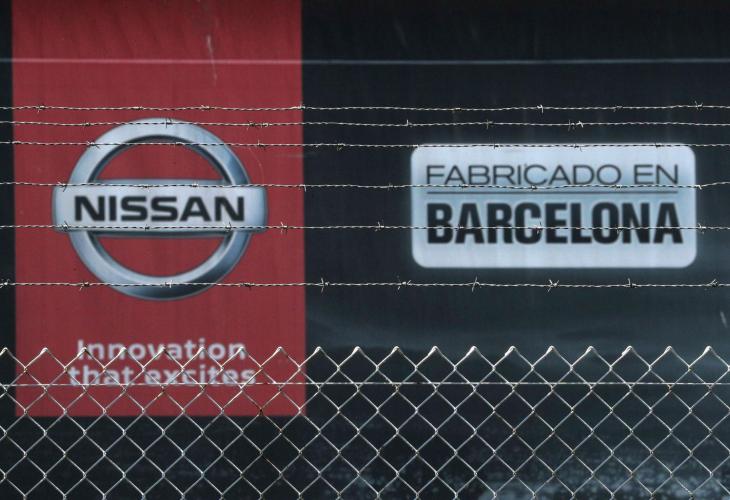 NISSAN
Innovation
that excites
FABRICADO EN
BARCELONA